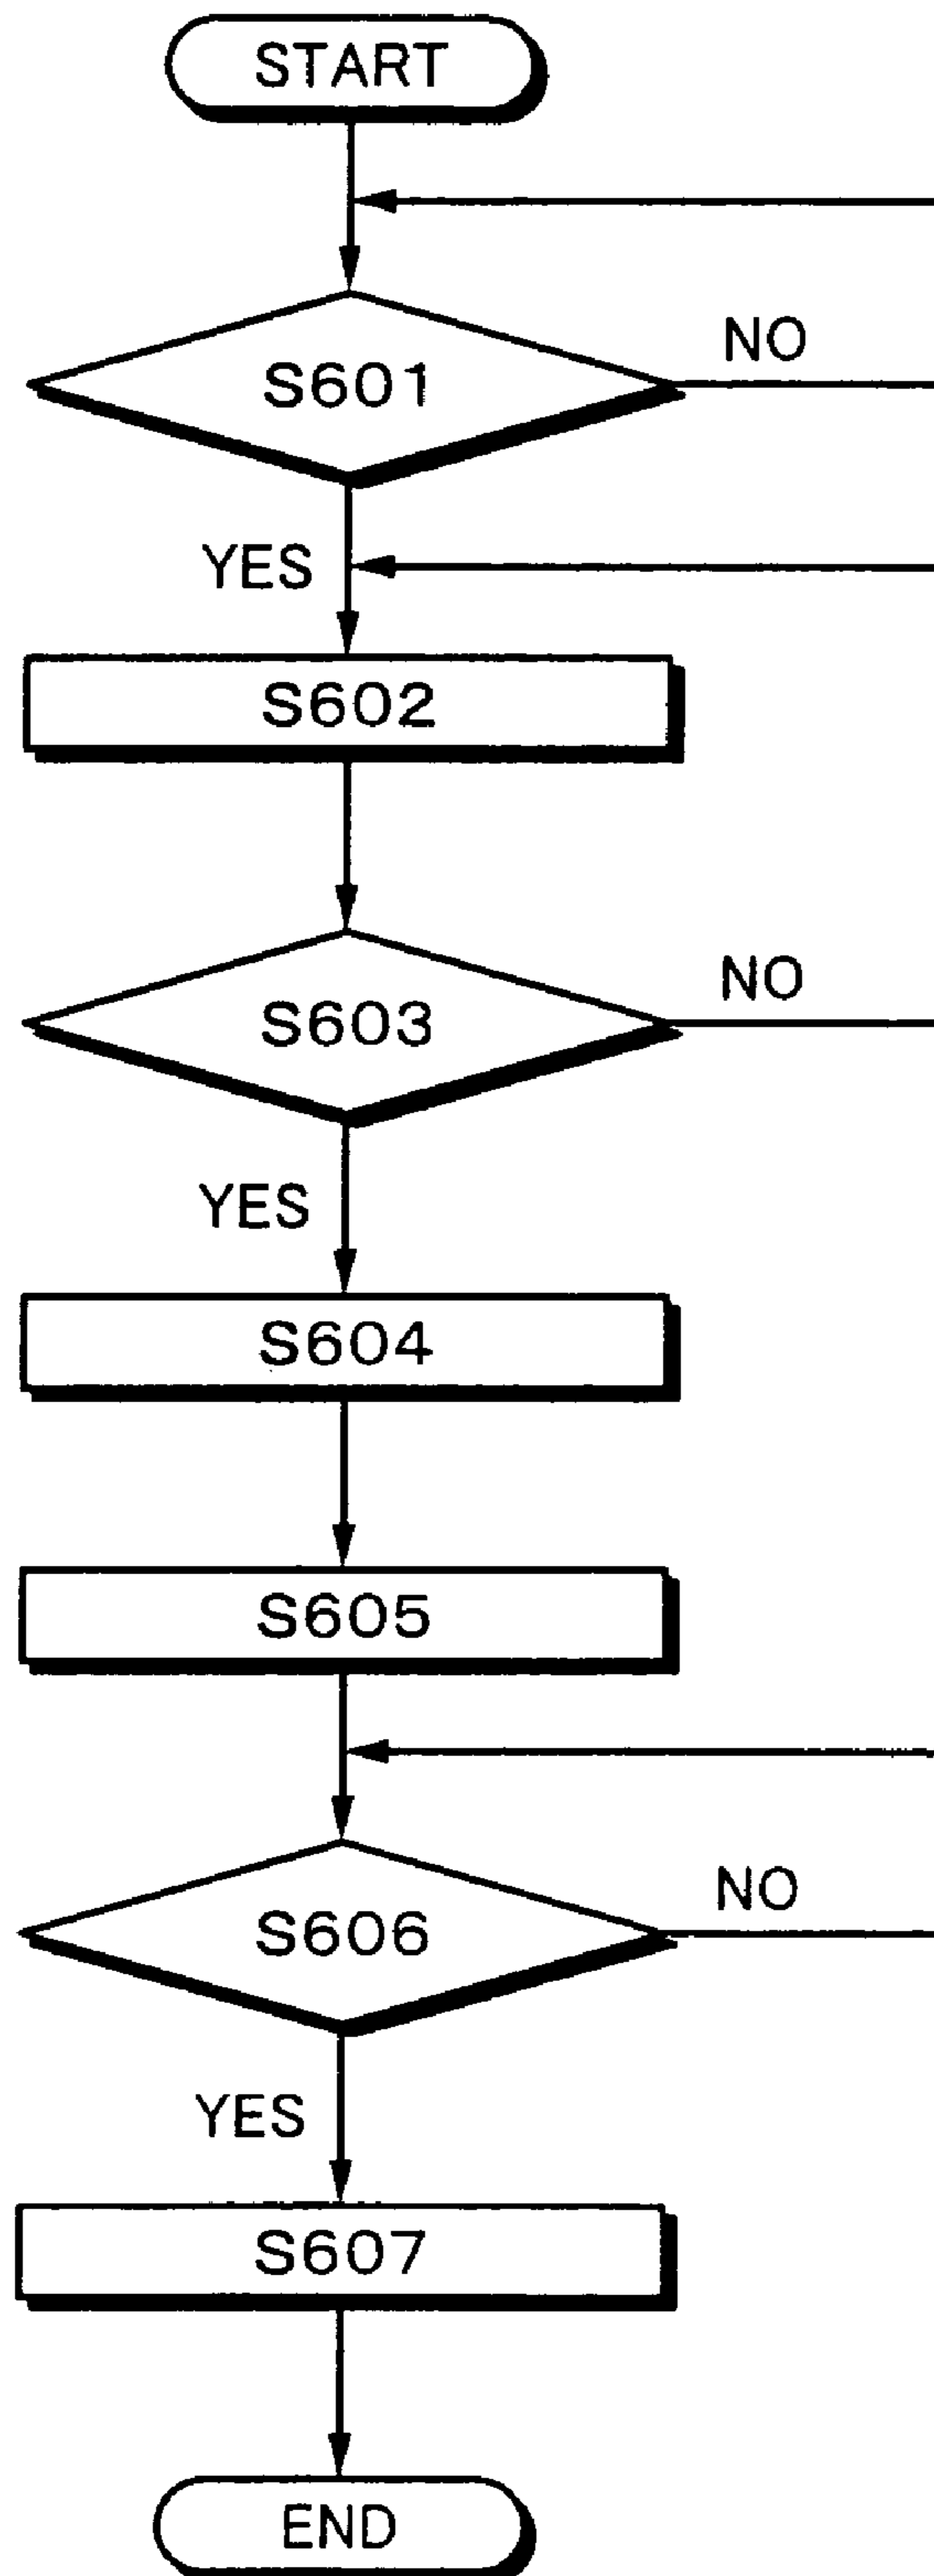 START
NO
S601
YES
S602
NO
S603
YES
S604
S605
NO
S606
YES
S607
END